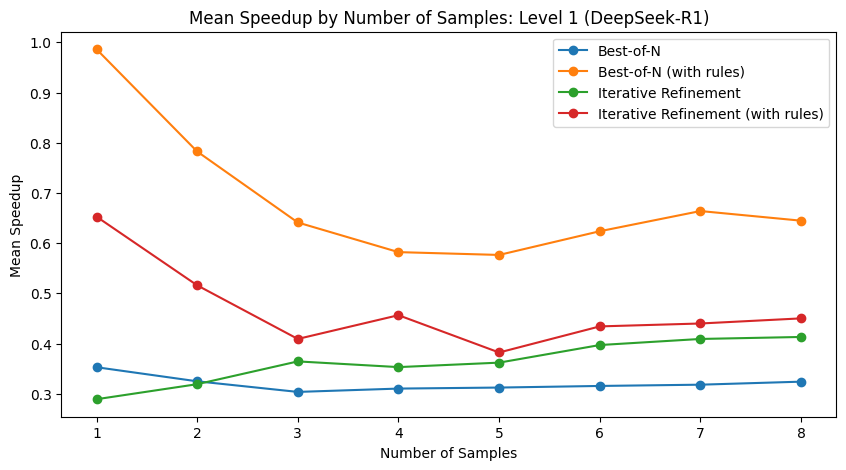 Mean Speedup by Number of Samples: Level 1 (DeepSeek-R1)
Best-of-N
Best-of-N (with rules)
Iterative Refinement
Iterative Refinement (with rules)
Mean Speedup
1.0
0.9
0.8
0.7
0.6
0.5
0.4
0.3
1 2 3 4 5 6 7 8
Number of Samples